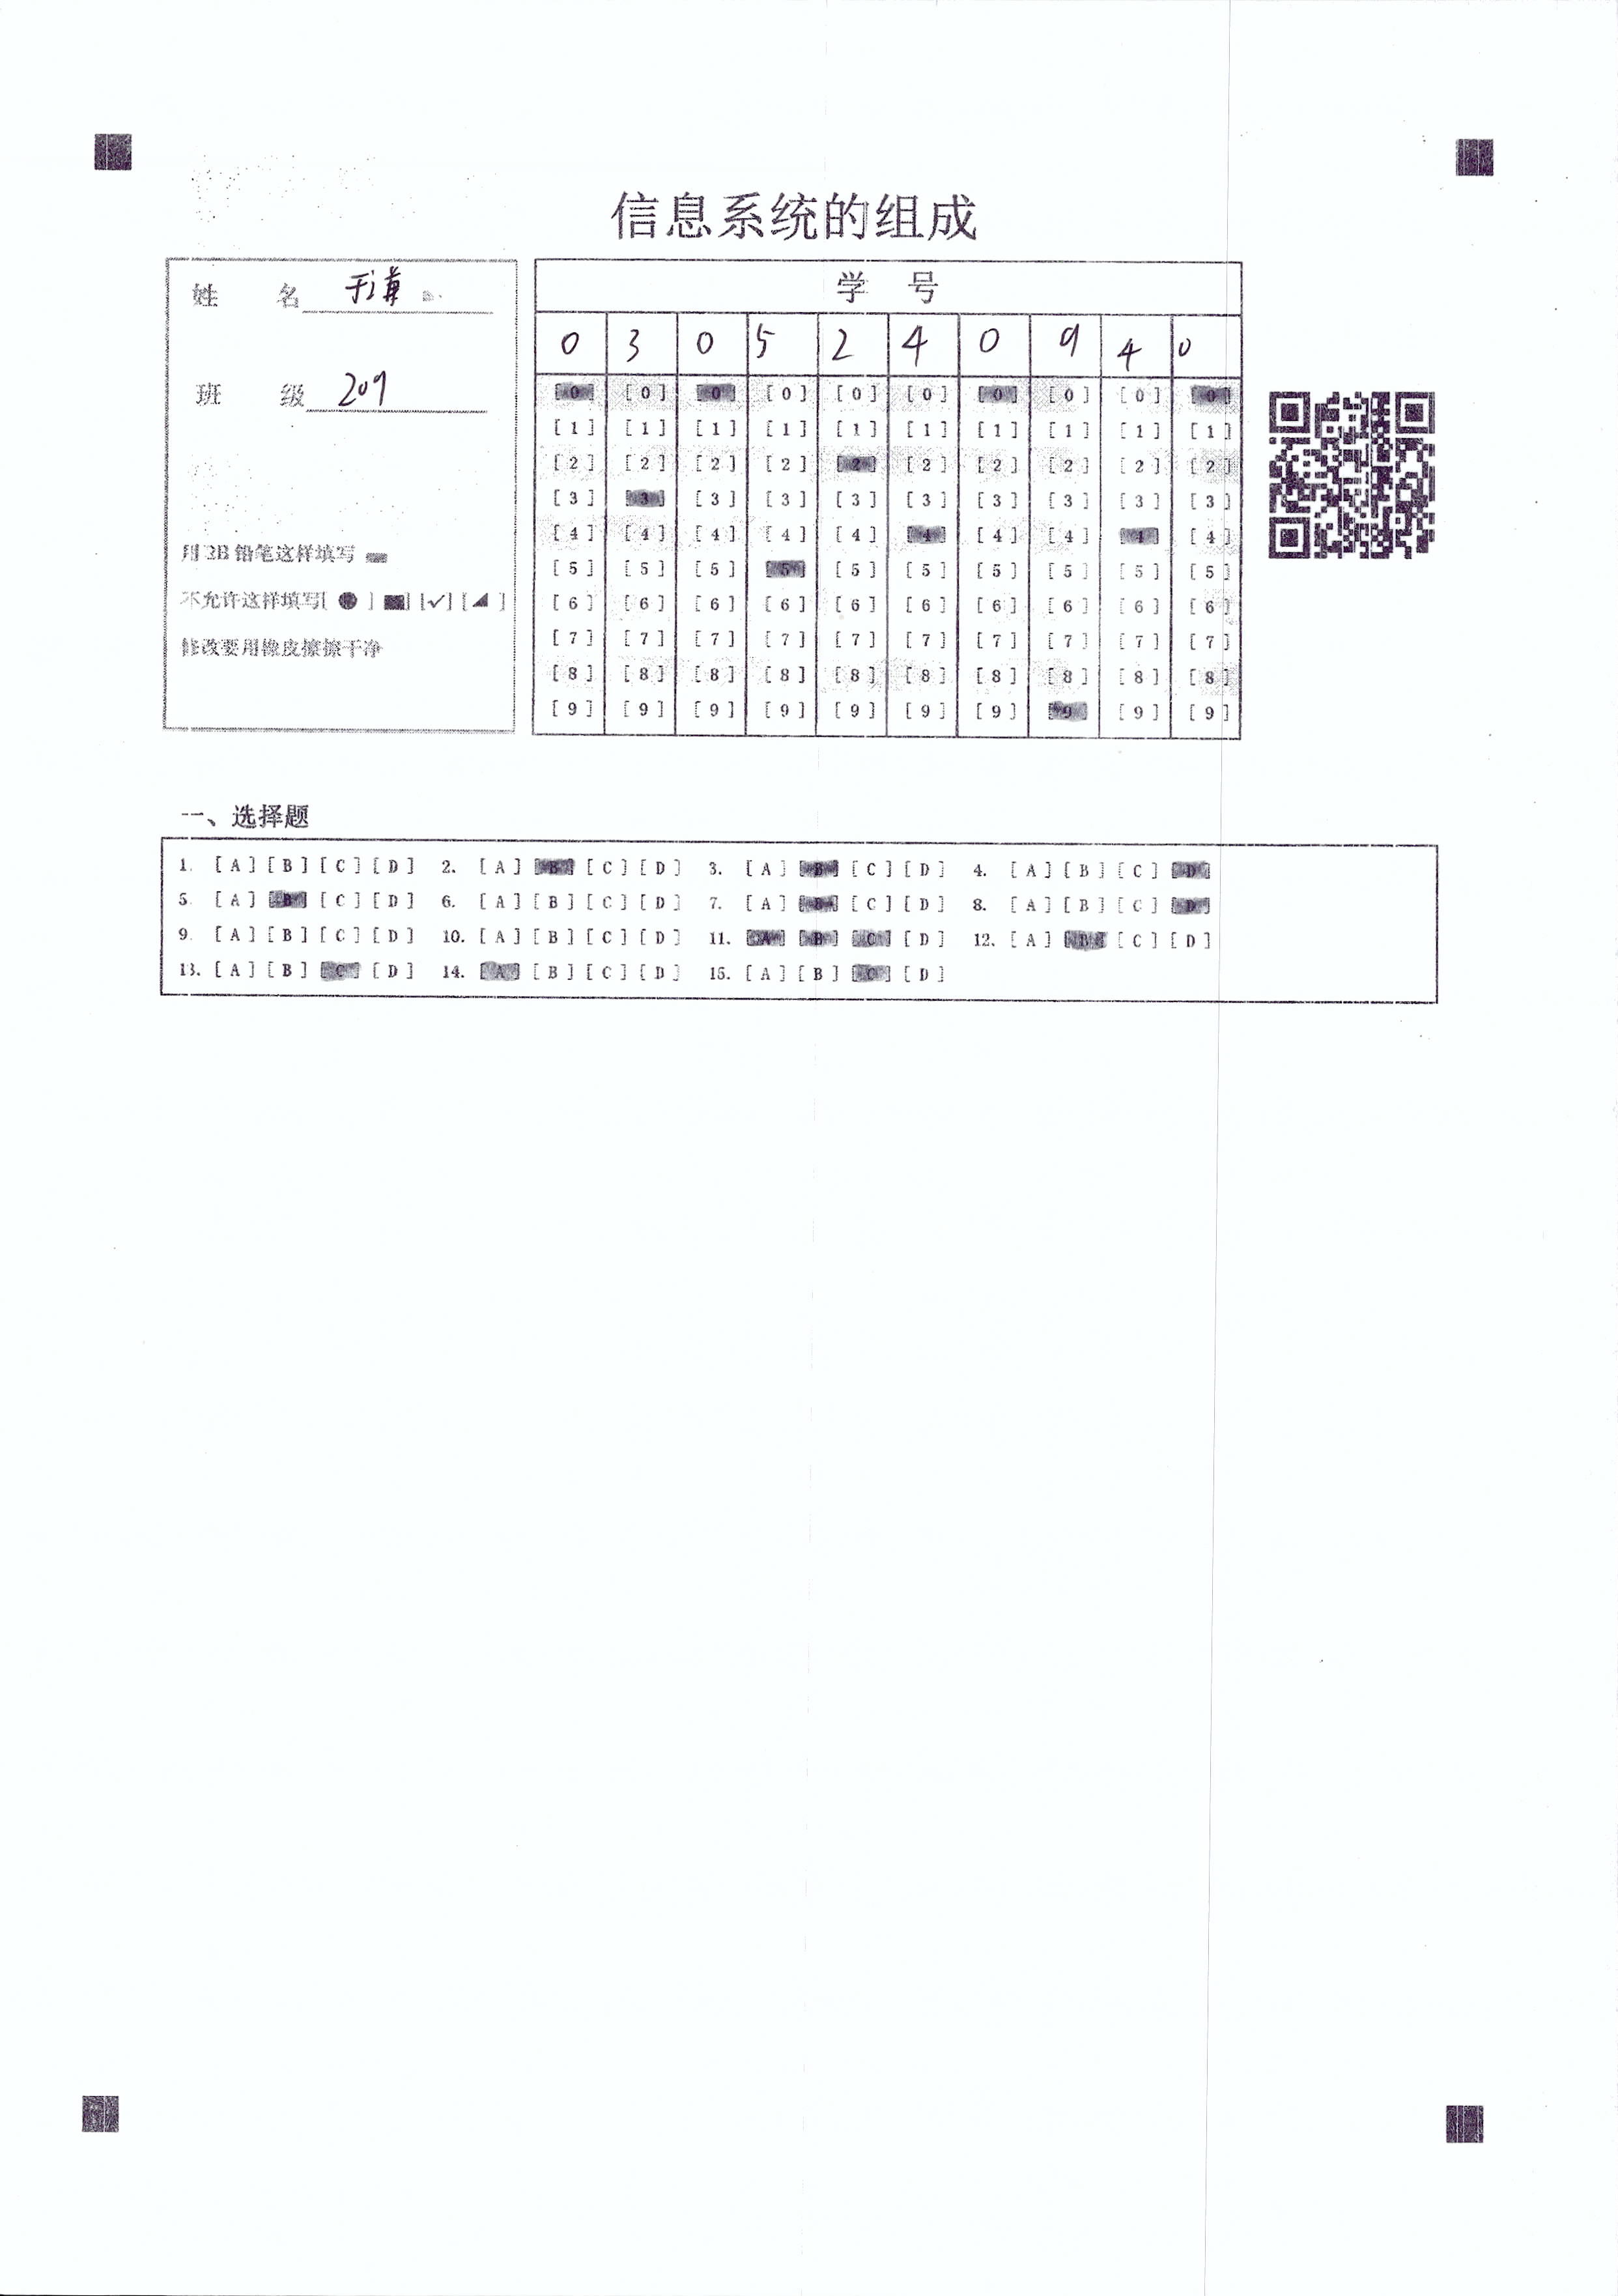 信息系统的组成
姓 名
班 级 209
用2B铅笔这样填写
不允许这样填写[ ● ] [■] [✓] [◢ ]
修改要用橡皮擦擦干净
学 号
0 3 0 5 2 4 0 9 4 0
[0] [0] [0] [0] [0] [0] [0] [0] [0] [0]
[1] [1] [1] [1] [1] [1] [1] [1] [1] [1]
[2] [2] [2] [2] [2] [2] [2] [2] [2] [2]
[3] [3] [3] [3] [3] [3] [3] [3] [3] [3]
[4] [4] [4] [4] [4] [4] [4] [4] [4] [4]
[5] [5] [5] [5] [5] [5] [5] [5] [5] [5]
[6] [6] [6] [6] [6] [6] [6] [6] [6] [6]
[7] [7] [7] [7] [7] [7] [7] [7] [7] [7]
[8] [8] [8] [8] [8] [8] [8] [8] [8] [8]
[9] [9] [9] [9] [9] [9] [9] [9] [9] [9]
一、选择题
1. [A] [B] [C] [D] 2. [A] [B] [C] [D] 3. [A] [B] [C] [D] 4. [A] [B] [C] [D]
5. [A] [B] [C] [D] 6. [A] [B] [C] [D] 7. [A] [B] [C] [D] 8. [A] [B] [C] [D]
9. [A] [B] [C] [D] 10. [A] [B] [C] [D] 11. [A] [B] [C] [D] 12. [A] [B] [C] [D]
13. [A] [B] [C] [D] 14. [A] [B] [C] [D] 15. [A] [B] [C] [D]